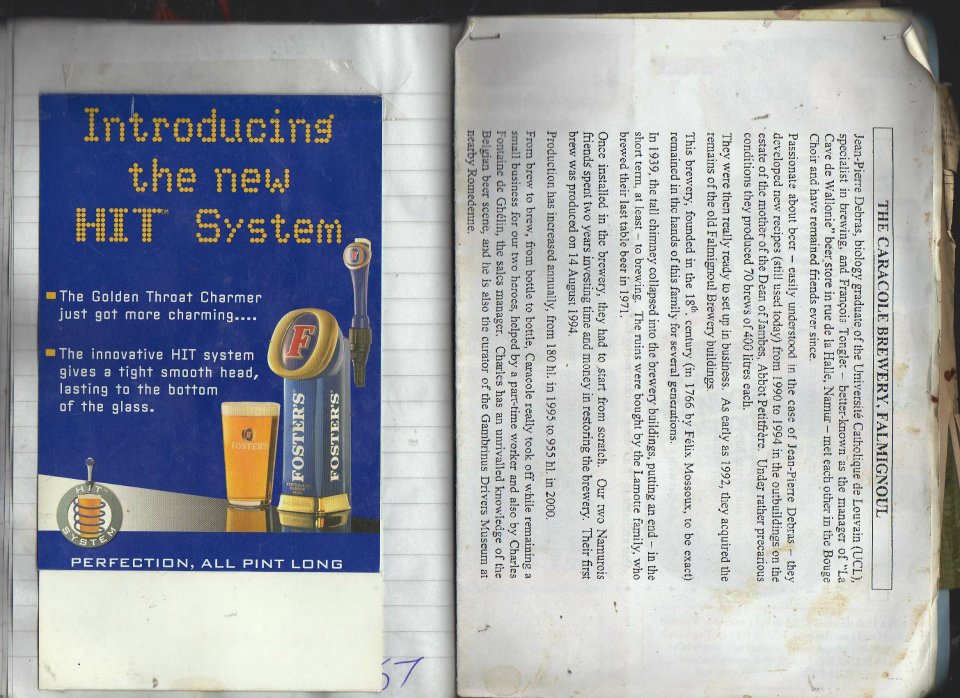 Introducing
the new
HIT™ System
The Golden Throat Charmer
just got more charming....
The innovative HIT system
gives a tight smooth head,
lasting to the bottom
of the glass.
F
FOSTER'S
FOSTER'S
FOSTER'S
HIT
SYSTEM
PERFECTION, ALL PINT LONG
67
THE CARACOLE BREWERY, FALMIGNOUL
Jean-Pierre Debras, biology graduate of the Université Catholique de Louvain (UCL),
specialist in brewing, and François Tonglet – better-known as the manager of "La
Cave de Wallonie" beer store in rue de la Halle, Namur – met each other in the Bouge
Choir and have remained friends ever since.
Passionate about beer – easily understood in the case of Jean-Pierre Debras - they
developed new recipes (still used today) from 1990 to 1994 in the outbuildings on the
estate of the mother of the Dean of Jambes, Abbot Petitfrère. Under rather precarious
conditions they produced 70 brews of 400 litres each.
They were then really ready to set up in business. As early as 1992, they acquired the
remains of the old Falmignoul Brewery buildings.
This brewery, founded in the 18th. century (in 1766 by Félix Mossoux, to be exact)
remained in the hands of this family for several generations.
In 1939, the tall chimney collapsed into the brewery buildings, putting an end – in the
short term, at least – to brewing. The ruins were bought by the Lamotte family, who
brewed their last table beer in 1971.
Once installed in the brewery, they had to start from scratch. Our two Namurois
friends spent two years investing time and money in restoring the brewery. Their first
brew was produced on 14 August 1994.
Production has increased annually, from 180 hl. in 1995 to 955 hl in 2000.
From brew to brew, from bottle to bottle, Caracole really took off while remaining a
small business for our two heroes, helped by a part-time worker and also by Charles
Fontaine de Ghélin, the sales manager. Charles has an unrivalled knowledge of the
Belgian beer scene, and he is also the curator of the Gambrinus Drivers Museum at
nearby Romedenne.